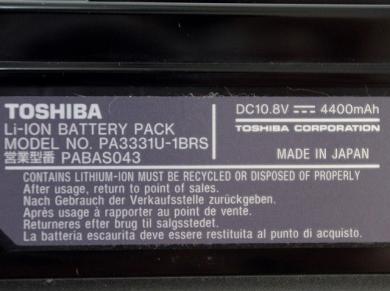 TOSHIBA
Li-ION BATTERY PACK
MODEL NO. PA3331U-1BRS
営業型番 PABAS043
DC10.8V ⎓ 4400mAh
TOSHIBA CORPORATION
MADE IN JAPAN
CONTAINS LITHIUM-ION MUST BE RECYCLED OR DISPOSED OF PROPERLY
After usage, return to point of sales.
Nach Gebrauch der Verkaufsstelle zurückgeben.
Après usage à rapporter au point de vente.
Returneres efter brug til salgsstedet.
La batteria escaurita deve essere restituita al punto di acquisto.